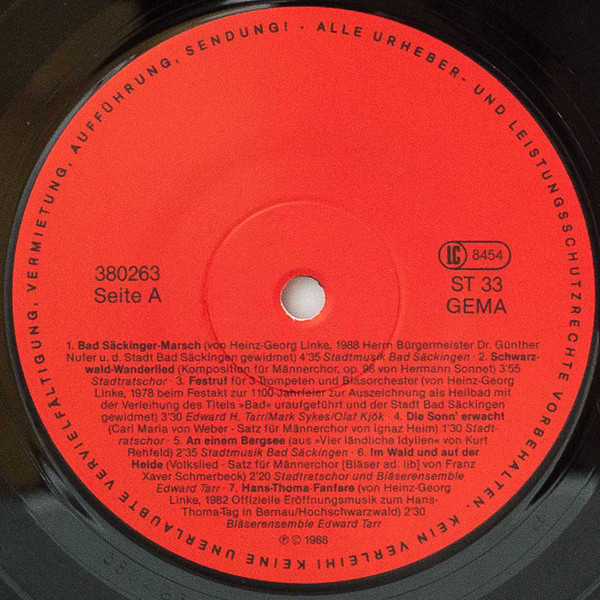 KEINE UNERLAUBTE VERVIELFÄLTIGUNG, VERMIETUNG, AUFFÜHRUNG, SENDUNG! - ALLE URHEBER- UND LEISTUNGSSCHUTZRECHTE VORBEHALTEN. KEIN VERLEIH!
380263
Seite A
LC 8454
ST 33
GEMA
1. Bad Säckinger-Marsch (von Heinz-Georg Linke, 1988 Herrn Bürgermeister Dr. Günther
Nufer u. d. Stadt Bad Säckingen gewidmet) 4'35 Stadtmusik Bad Säckingen · 2. Schwarz-
wald-Wanderlied (Komposition für Männerchor, op. 98 von Hermann Sonnet) 3'55
Stadtratschor · 3. Festruf für 3 Trompeten und Blasorchester (von Heinz-Georg
Linke, 1978 beim Festakt zur 1100-Jahrfeier zur Auszeichnung als Heilbad mit
der Verleihung des Titels »Bad« uraufgeführt und der Stadt Bad Säckingen
gewidmet) 3'30 Edward H. Tarr/Mark Sykes/Olaf Kjök · 4. Die Sonn' erwacht
(Carl Maria von Weber · Satz für Männerchor von Ignaz Heim) 1'30 Stadt-
ratschor · 5. An einem Bergsee (aus »Vier ländliche Idylien« von Kurt
Rehfeld) 2'35 Stadtmusik Bad Säckingen · 6. Im Wald und auf der
Heide (Volkslied · Satz für Männerchor [Bläser ad. lib] von Franz
Xaver Schmerbeck) 2'20 Stadtratschor und Bläserensemble
Edward Tarr · 7. Hans-Thoma-Fanfare (von Heinz-Georg
Linke, 1982 Offizielle Eröffnungsmusik zum Hans-
Thoma-Tag in Bernau/Hochschwarzwald) 2'30
Bläserensemble Edward Tarr
℗ © 1988